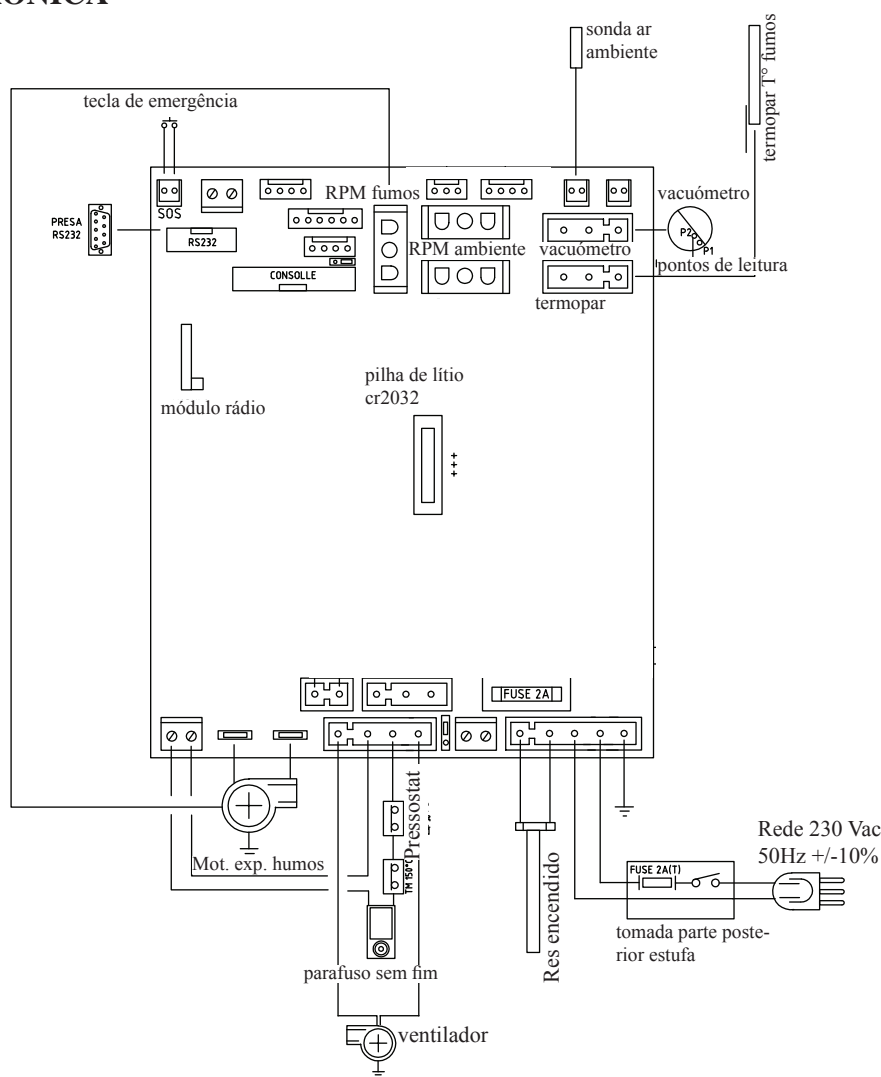 sonda ar
ambiente
termopar T° fumos
tecla de emergência
SOS
RPM fumos
vacuómetro
PRESA
RS232
RS232
RPM ambiente
vacuómetro
P2
P1
pontos de leitura
CONSOLLE
termopar
módulo rádio
pilha de lítio
cr2032
+++
FUSE 2A
Pressostat
TM 150°C
Mot. exp. humos
parafuso sem fim
ventilador
Res encendido
Rede 230 Vac
50Hz +/-10%
FUSE 2A(T)
tomada parte poste-
rior estufa